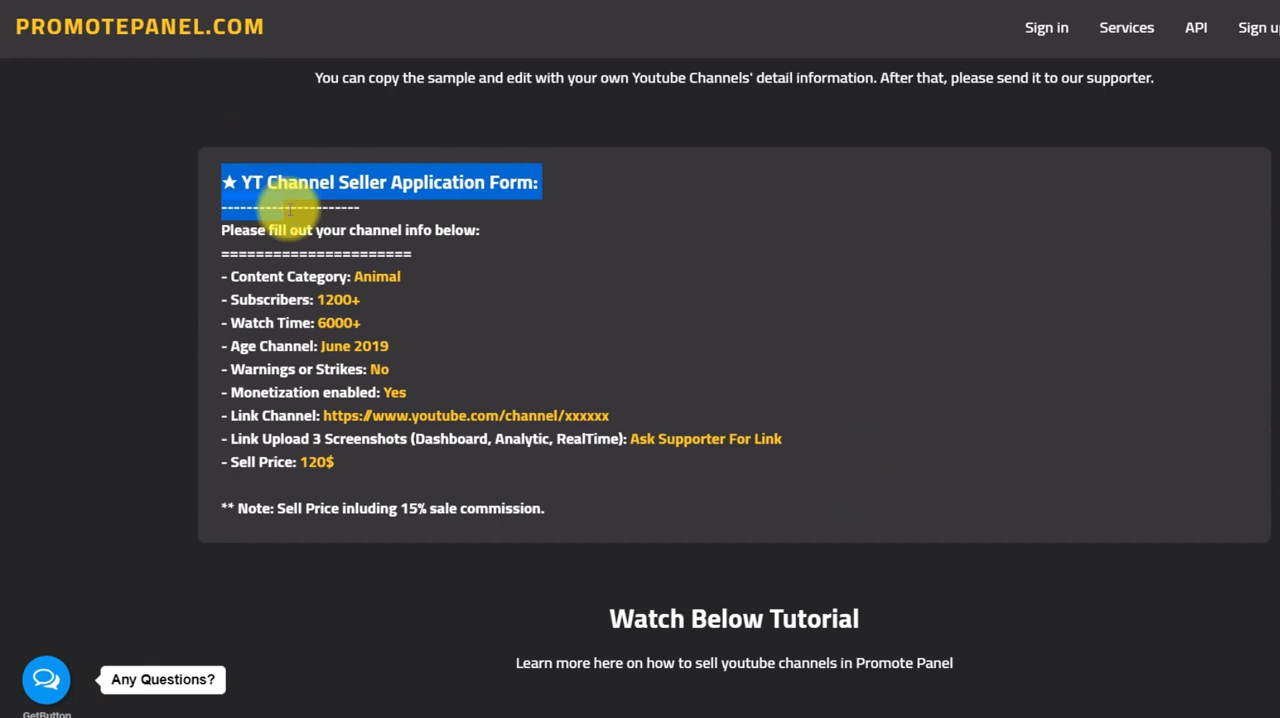 PROMOTEPANEL.COM
Sign in Services API Sign u
You can copy the sample and edit with your own Youtube Channels' detail information. After that, please send it to our supporter.
★ YT Channel Seller Application Form:
----------------------
Please fill out your channel info below:
======================
- Content Category: Animal
- Subscribers: 1200+
- Watch Time: 6000+
- Age Channel: June 2019
- Warnings or Strikes: No
- Monetization enabled: Yes
- Link Channel: https://www.youtube.com/channel/xxxxxx
- Link Upload 3 Screenshots (Dashboard, Analytic, RealTime): Ask Supporter For Link
- Sell Price: 120$
** Note: Sell Price inluding 15% sale commission.
Watch Below Tutorial
Learn more here on how to sell youtube channels in Promote Panel
Any Questions?
GetButton